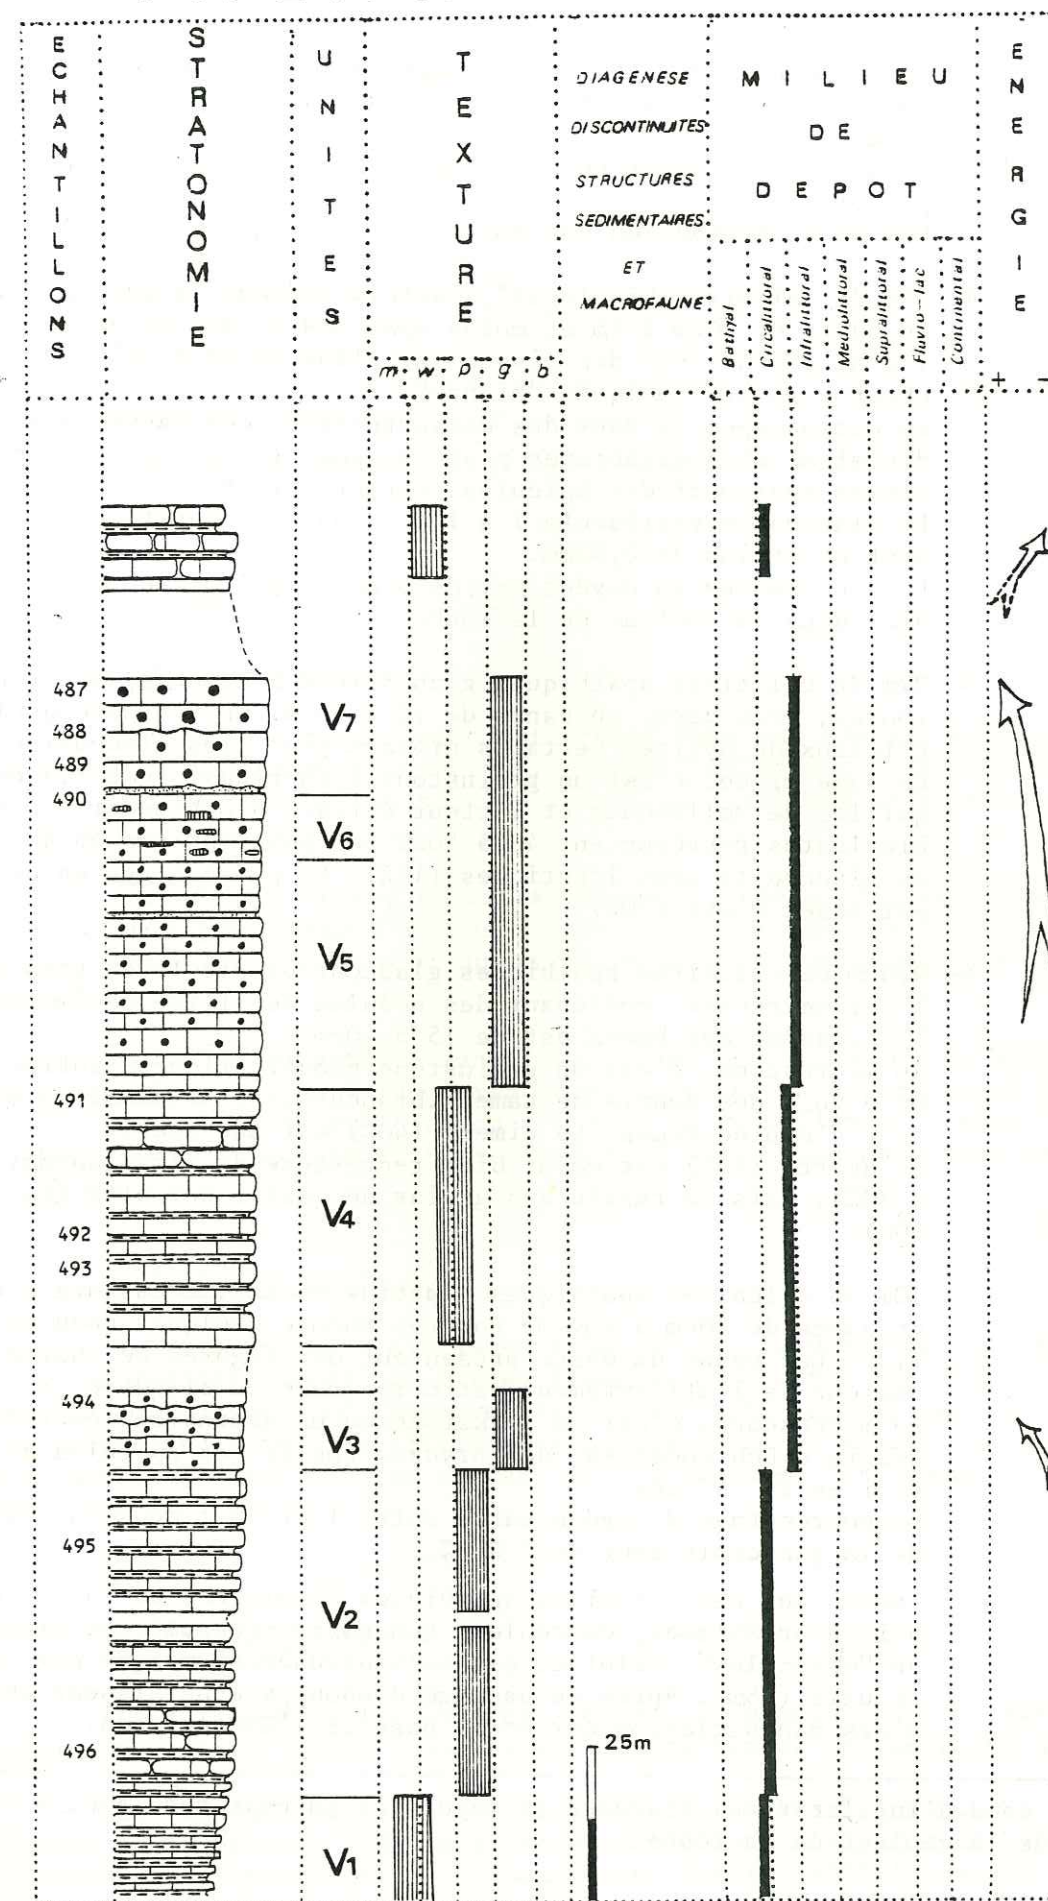 ECHANTILLONS
STRATONOMIE
UNITES
TEXTURE
m w p g b
DIAGENESE
DISCONTINUITES
STRUCTURES
SEDIMENTAIRES
ET
MACROFAUNE
MILIEU
DE
DEPOT
Bathyal
Circalittoral
Infralittoral
Mediolittoral
Supralittoral
Fluvio-lac
Continental
ENERGIE
+ -
487
V7
488
489
490
V6
V5
491
V4
492
493
494
V3
495
V2
496
25m
V1